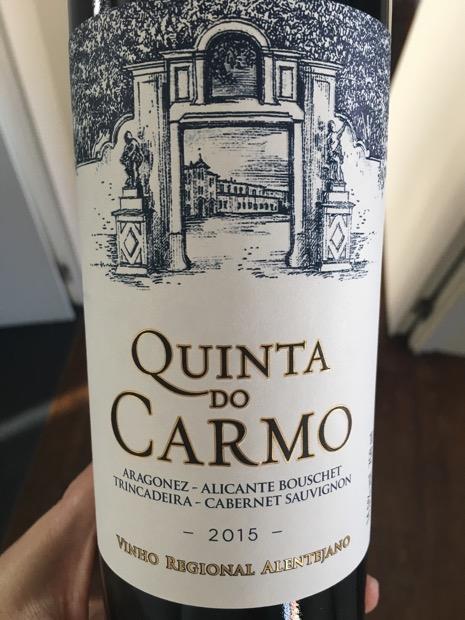 QUINTA
DO
CARMO
ARAGONEZ - ALICANTE BOUSCHET
TRINCADEIRA - CABERNET SAUVIGNON
- 2015 -
VINHO REGIONAL ALENTEJANO